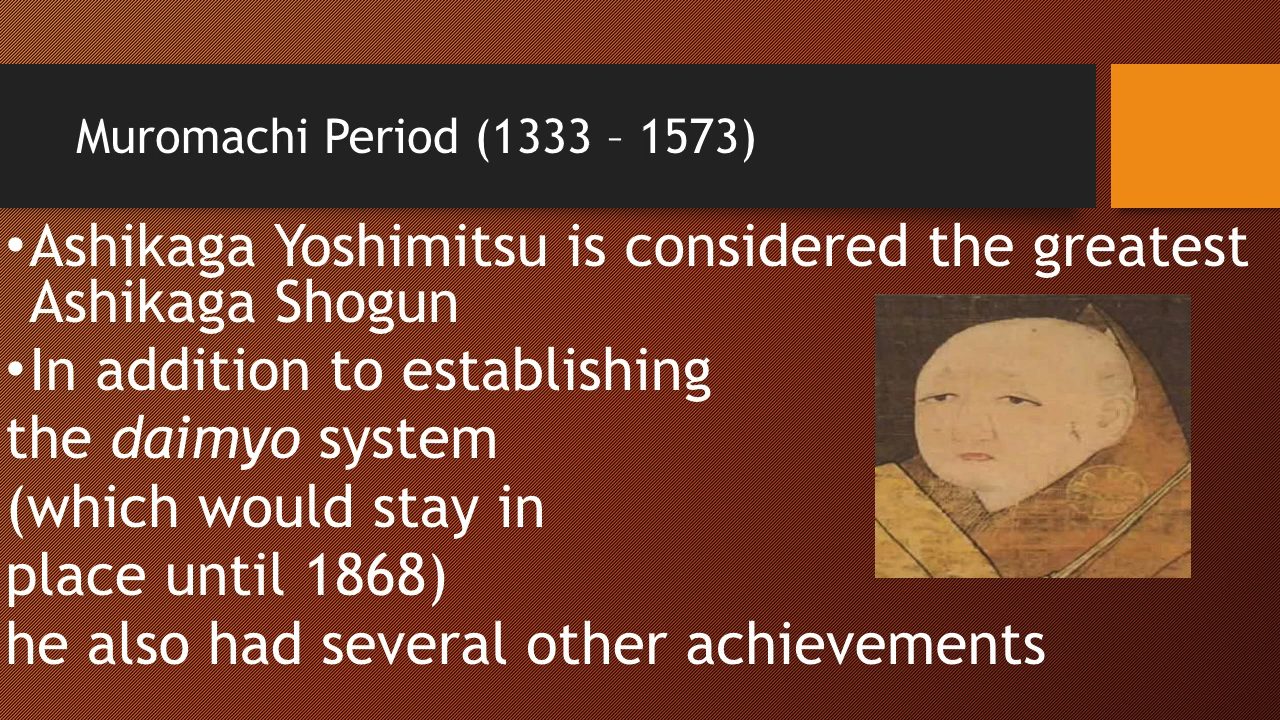 Muromachi Period (1333 – 1573)
•Ashikaga Yoshimitsu is considered the greatest
Ashikaga Shogun
•In addition to establishing
the daimyo system
(which would stay in
place until 1868)
he also had several other achievements